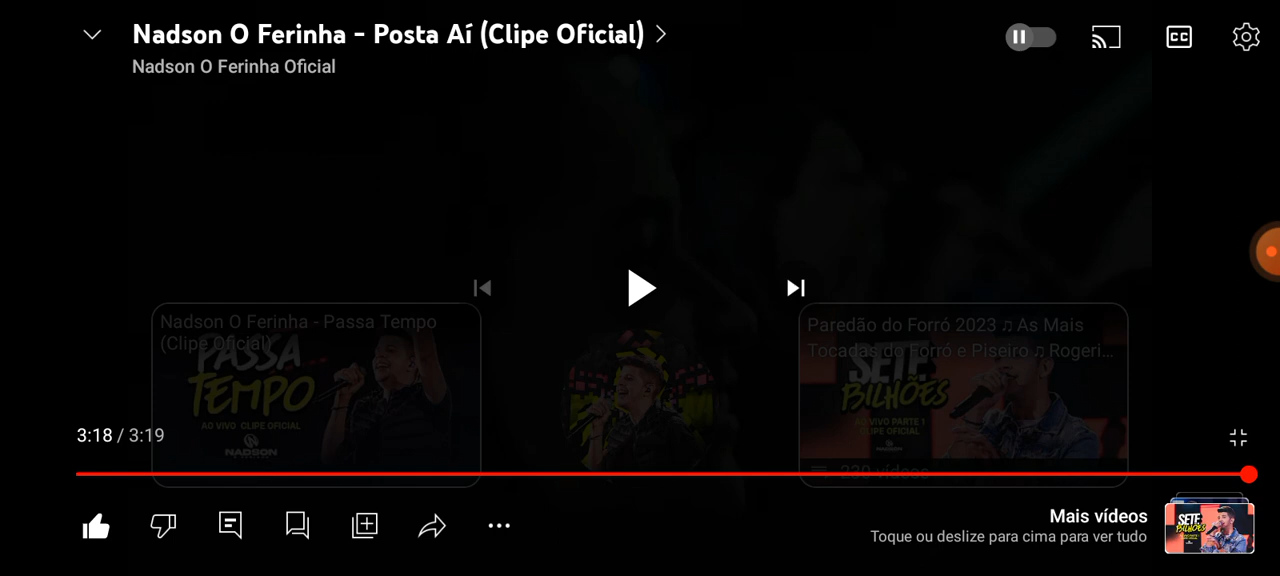 Nadson O Ferinha - Posta Aí (Clipe Oficial)
Nadson O Ferinha Oficial
CC
Nadson O Ferinha - Passa Tempo
(Clipe Oficial)
PASSA
TEMPO
AO VIVO CLIPE OFICIAL
NADSON
Paredão do Forró 2023 ♫ As Mais
Tocadas do Forró e Piseiro ♫ Rogeri...
SETE
BILHÕES
AO VIVO PARTE 1
CLIPE OFICIAL
230 vídeos
3:18 / 3:19
Mais vídeos
Toque ou deslize para cima para ver tudo
SETE
BILHÕES